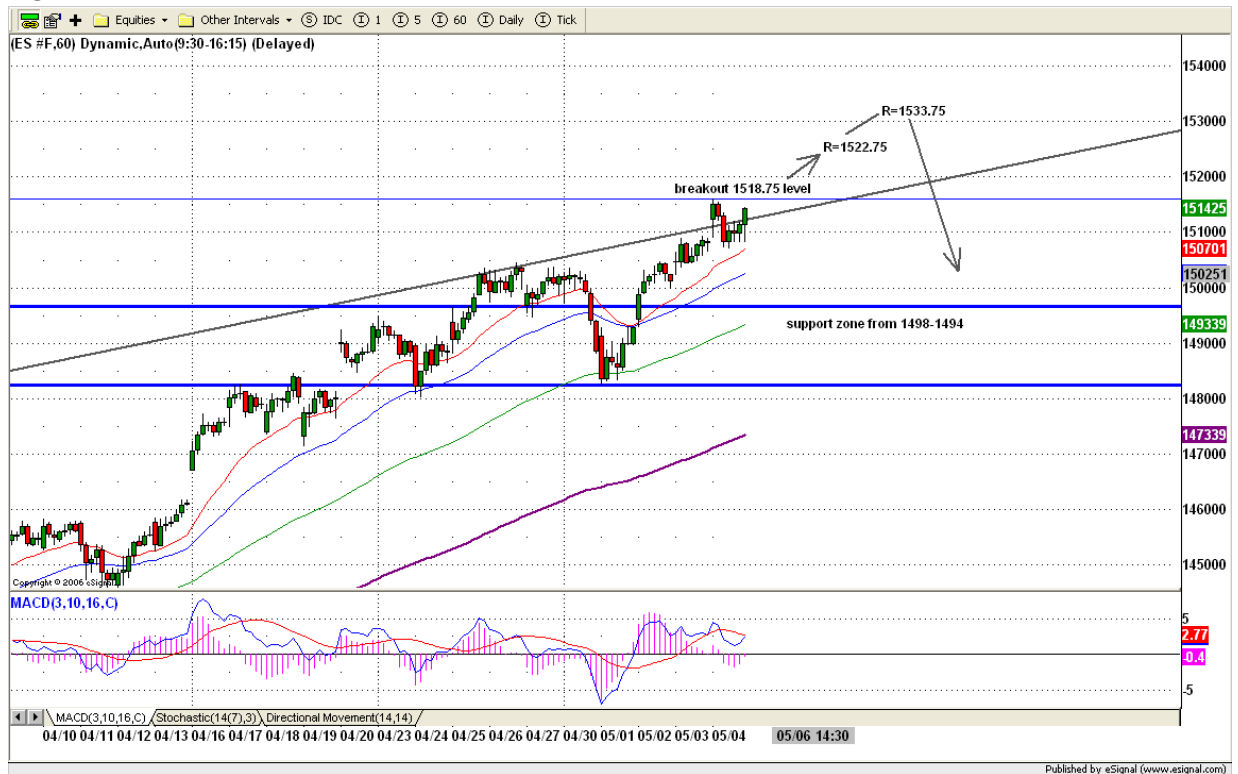 Equities Other Intervals S IDC I 1 I 5 I 60 I Daily I Tick
(ES #F,60) Dynamic,Auto(9:30-16:15) (Delayed)
154000
R=1533.75
153000
R=1522.75
152000
breakout 1518.75 level
151425
151000
150701
150251
150000
support zone from 1498-1494
149339
149000
148000
147339
147000
146000
145000
Copyright © 2006 eSignal
MACD(3,10,16,C)
5
2.77
-0.4
-5
MACD(3,10,16,C) Stochastic(14(7),3) Directional Movement(14,14)
04/10 04/11 04/12 04/13 04/16 04/17 04/18 04/19 04/20 04/23 04/24 04/25 04/26 04/27 04/30 05/01 05/02 05/03 05/04 05/06 14:30
Published by eSignal (www.esignal.com)